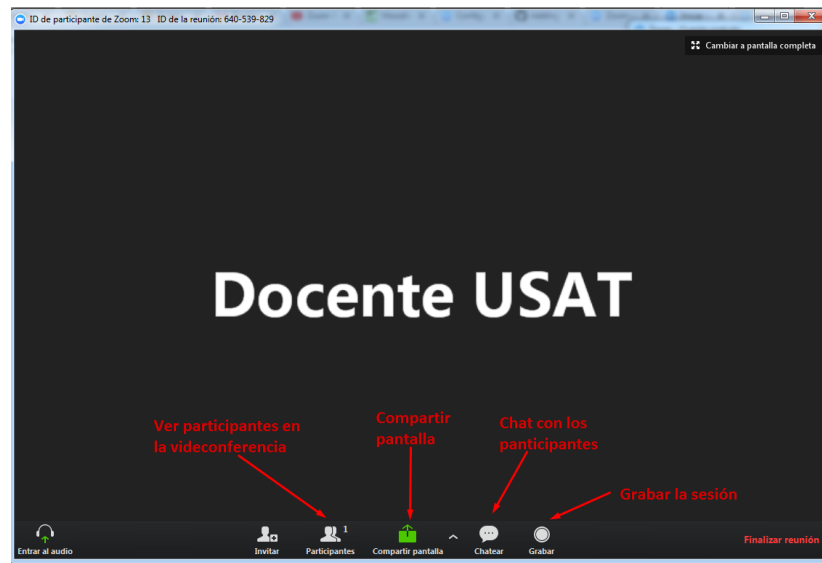 ID de participante de Zoom: 13 ID de la reunión: 640-539-829
Cambiar a pantalla completa
Docente USAT
Ver participantes en
la videconferencia
Compartir
pantalla
Chat con los
panticipantes
Grabar la sesión
1
Entrar al audio
Invitar
Participantes
Compartir pantalla
Chatear
Grabar
Finalizar reunión